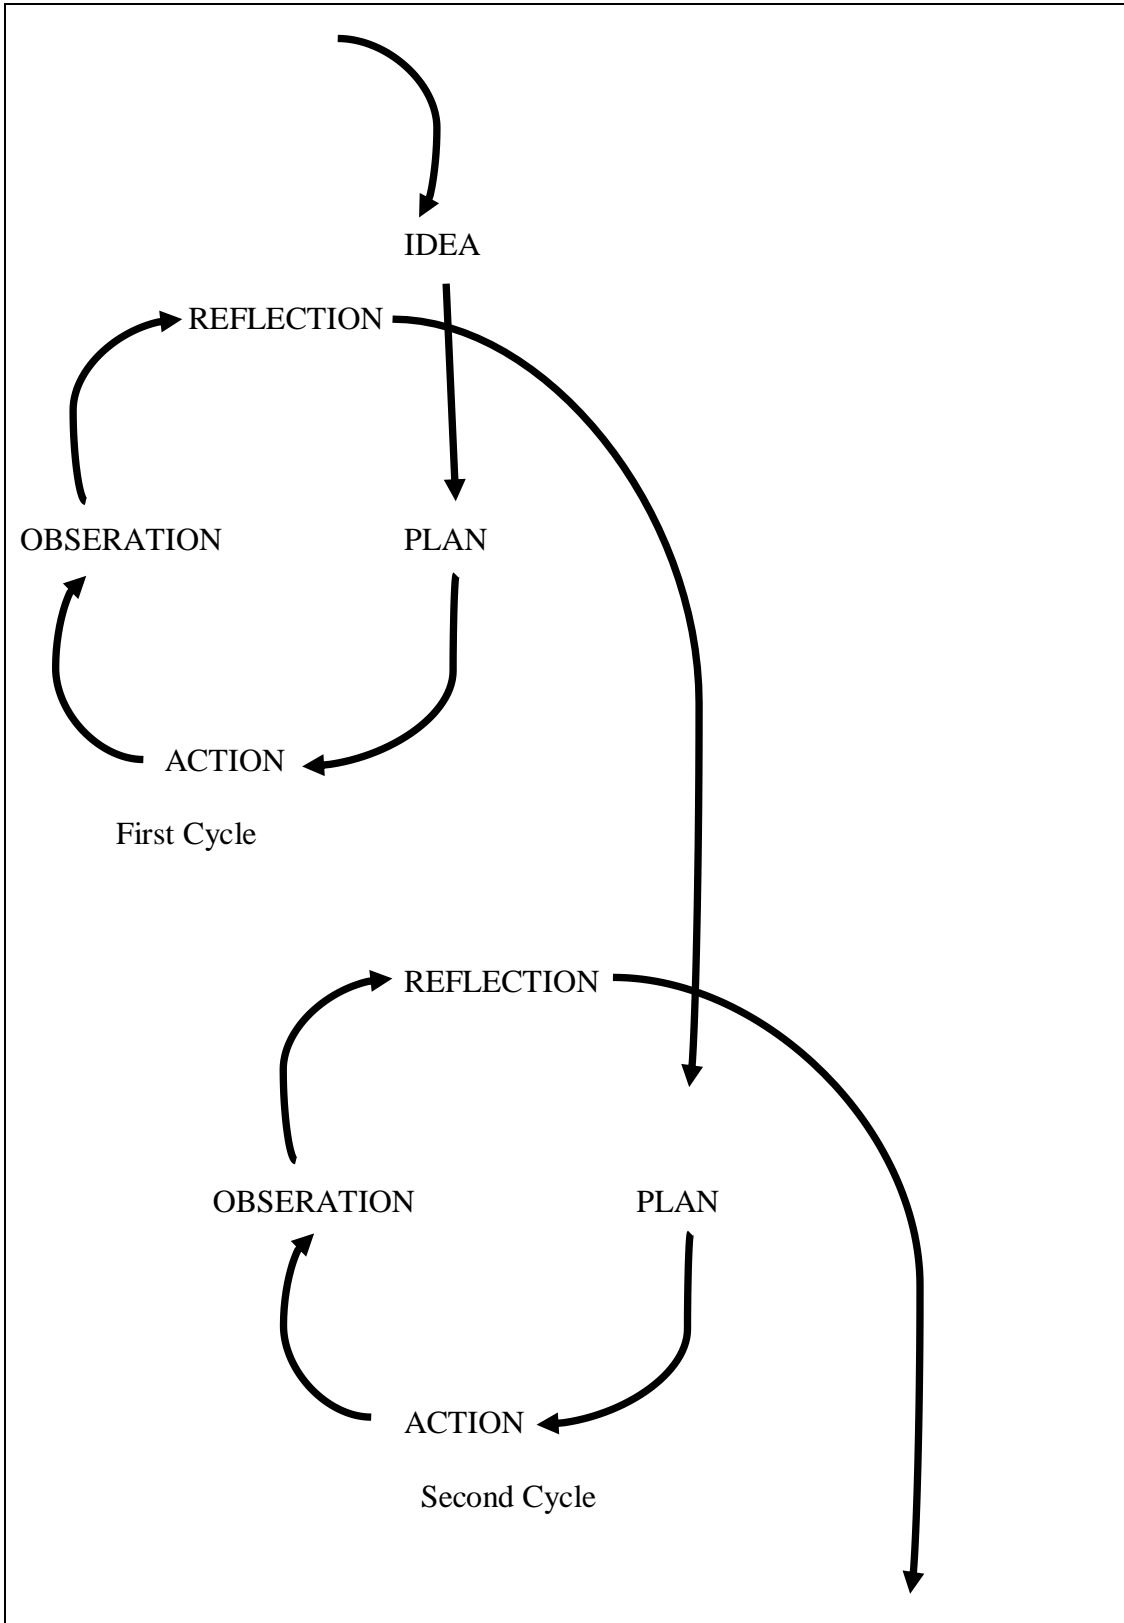 IDEA
REFLECTION
OBSERATION PLAN
ACTION
First Cycle
REFLECTION
OBSERATION PLAN
ACTION
Second Cycle